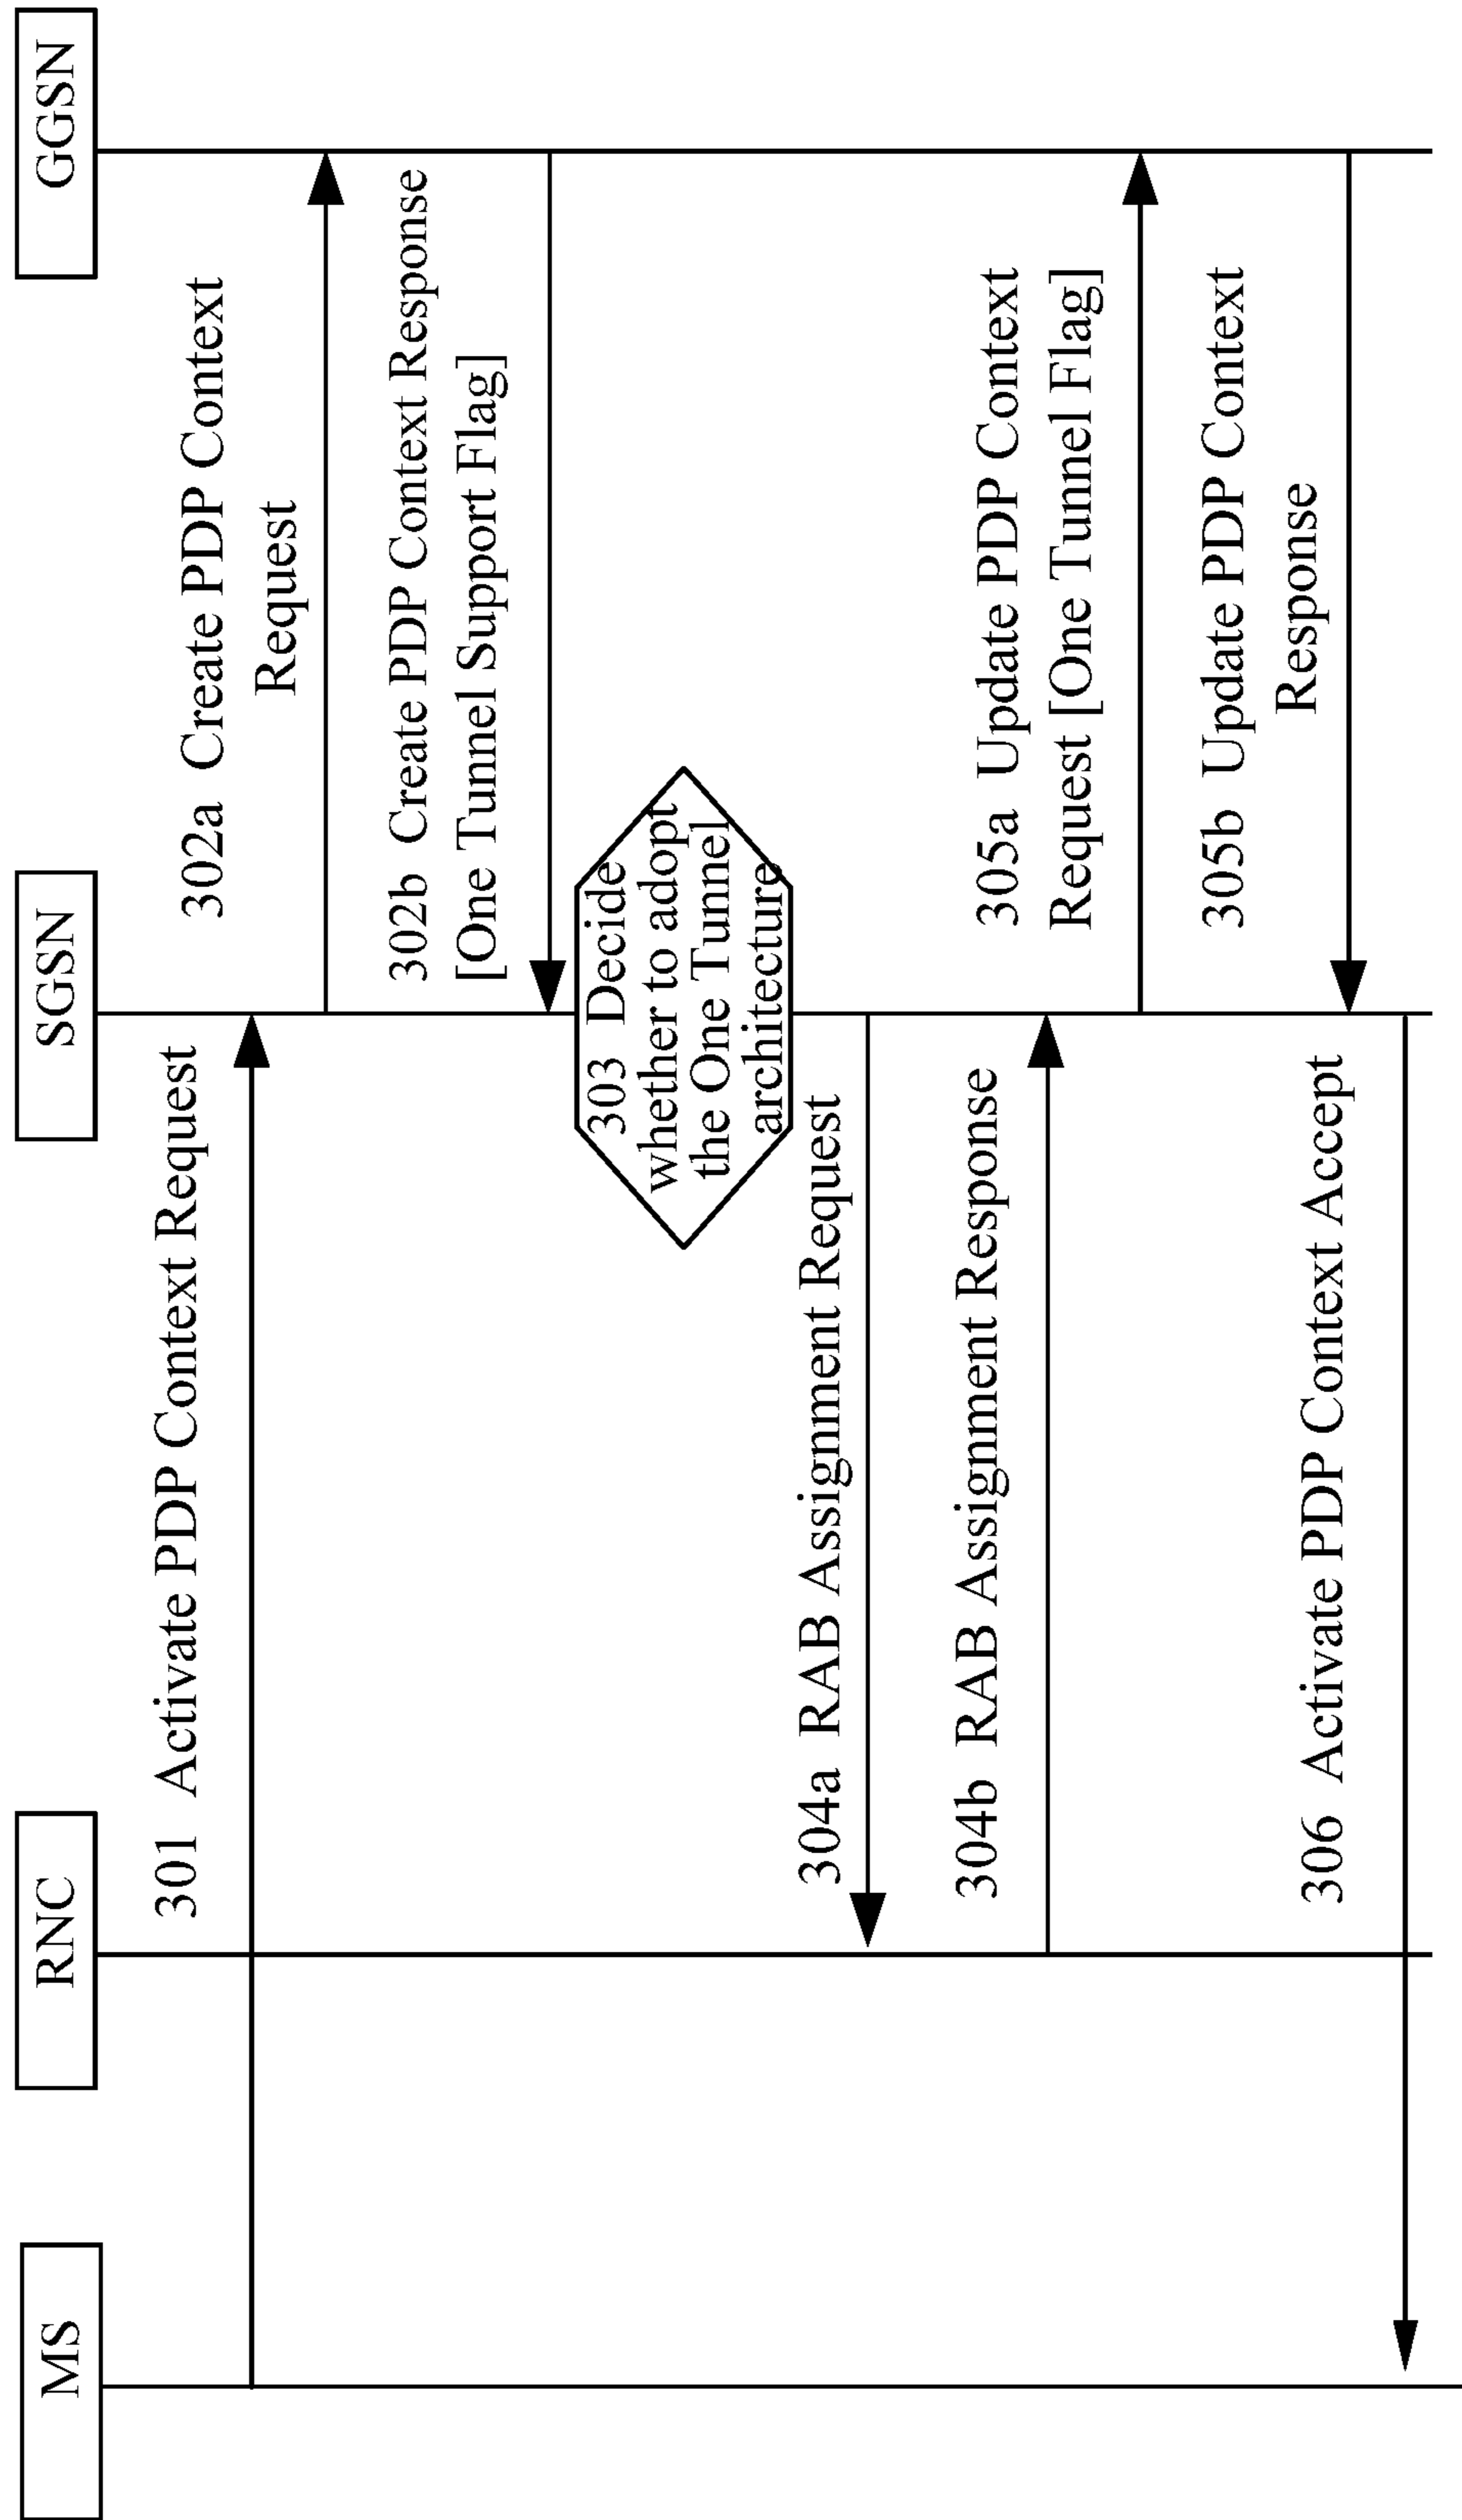 MS
RNC
SGSN
GGSN
301 Activate PDP Context Request
302a Create PDP Context
Request
302b Create PDP Context Response
[One Tunnel Support Flag]
303 Decide
whether to adopt
the One Tunnel
architecture
304a RAB Assignment Request
304b RAB Assignment Response
305a Update PDP Context
Request [One Tunnel Flag]
305b Update PDP Context
Response
306 Activate PDP Context Accept